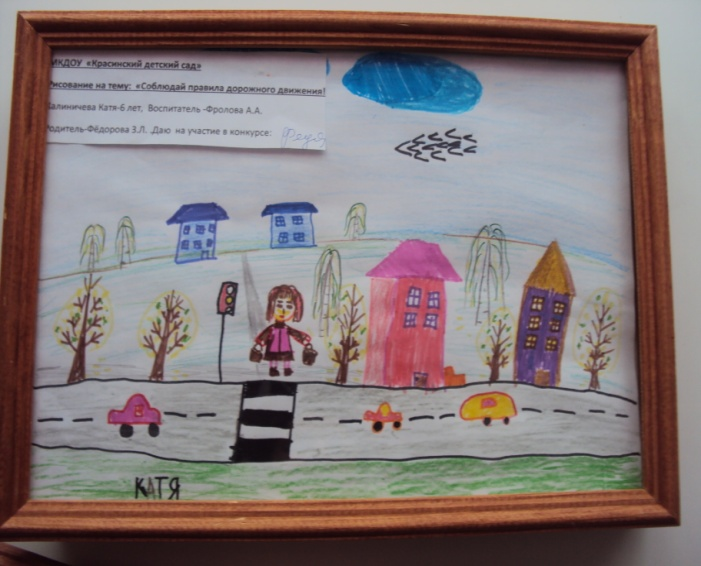 МКДОУ «Красинский детский сад»
Рисование на тему: «Соблюдай правила дорожного движения!
Калиничева Катя-6 лет, Воспитатель -Фролова А.А.
Родитель-Фёдорова З.Л. .Даю на участие в конкурсе:
КАТЯ